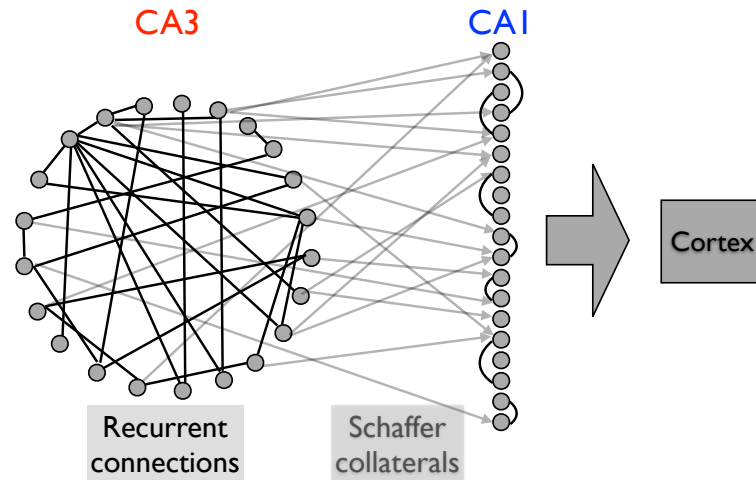 CA3
CA1
Cortex
Recurrent
connections
Schaffer
collaterals